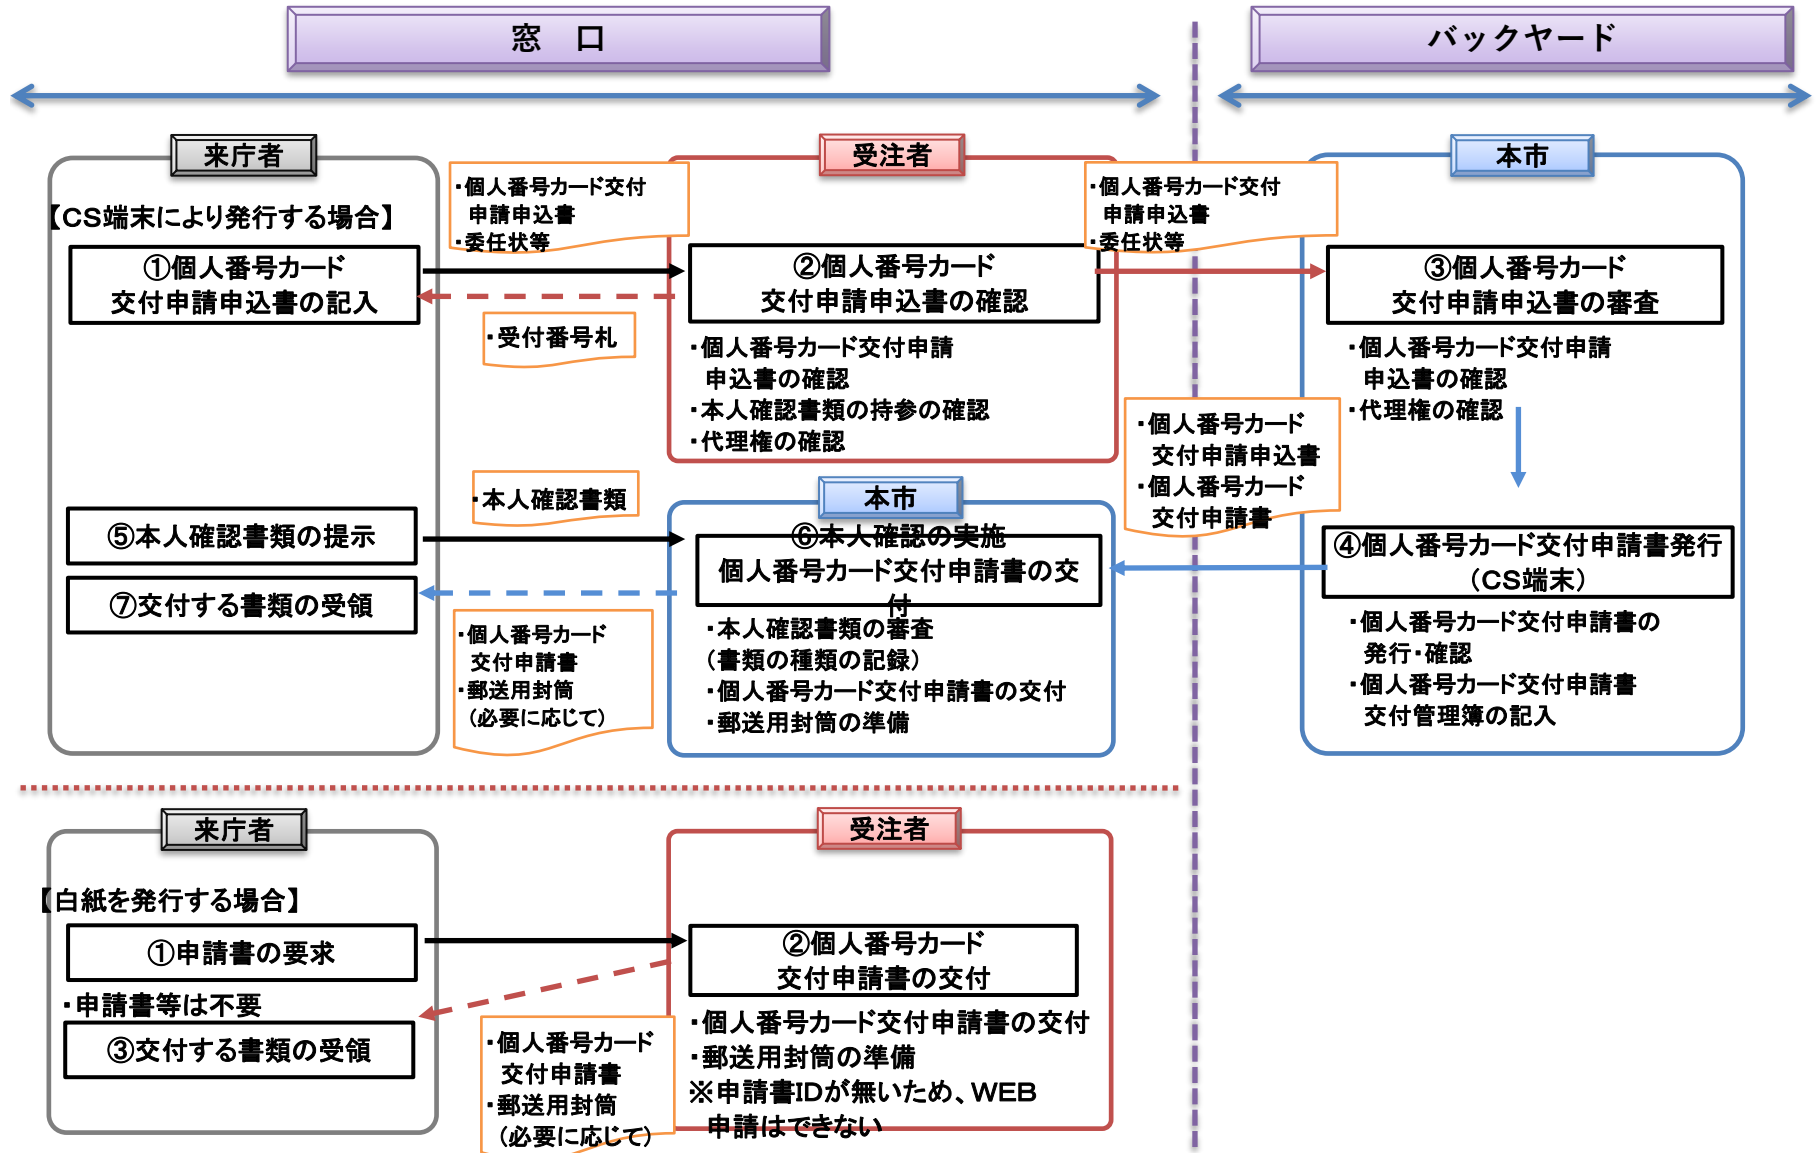 窓　口
バックヤード
来庁者
受注者
本市
【CS端末により発行する場合】
①個人番号カード
交付申請申込書の記入
・個人番号カード交付
申請申込書
・委任状等
②個人番号カード
交付申請申込書の確認
・個人番号カード交付
申請申込書
・委任状等
③個人番号カード
交付申請申込書の審査
・受付番号札
・個人番号カード交付申請
申込書の確認
・本人確認書類の持参の確認
・代理権の確認
・個人番号カード交付申請
申込書の確認
・代理権の確認
・個人番号カード
交付申請申込書
・個人番号カード
交付申請書
④個人番号カード交付申請書発行
（CS端末）
・個人番号カード交付申請書の
発行・確認
・個人番号カード交付申請書
交付管理簿の記入
⑤本人確認書類の提示
・本人確認書類
本市
⑥本人確認の実施
個人番号カード交付申請書の交
付
・本人確認書類の審査
（書類の種類の記録）
・個人番号カード交付申請書の交付
・郵送用封筒の準備
⑦交付する書類の受領
・個人番号カード
交付申請書
・郵送用封筒
（必要に応じて）
来庁者
受注者
【白紙を発行する場合】
①申請書の要求
・申請書等は不要
②個人番号カード
交付申請書の交付
・個人番号カード交付申請書の交付
・郵送用封筒の準備
※申請書IDが無いため、WEB
申請はできない
③交付する書類の受領
・個人番号カード
交付申請書
・郵送用封筒
（必要に応じて）